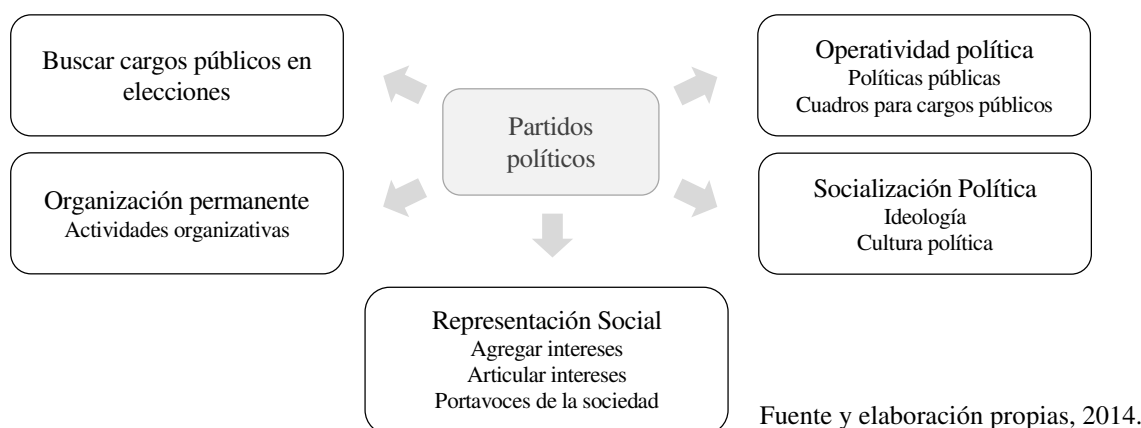 Buscar cargos públicos en
elecciones
Operatividad política
Políticas públicas
Cuadros para cargos públicos
Partidos
políticos
Organización permanente
Actividades organizativas
Socialización Política
Ideología
Cultura política
Representación Social
Agregar intereses
Articular intereses
Portavoces de la sociedad
Fuente y elaboración propias, 2014.